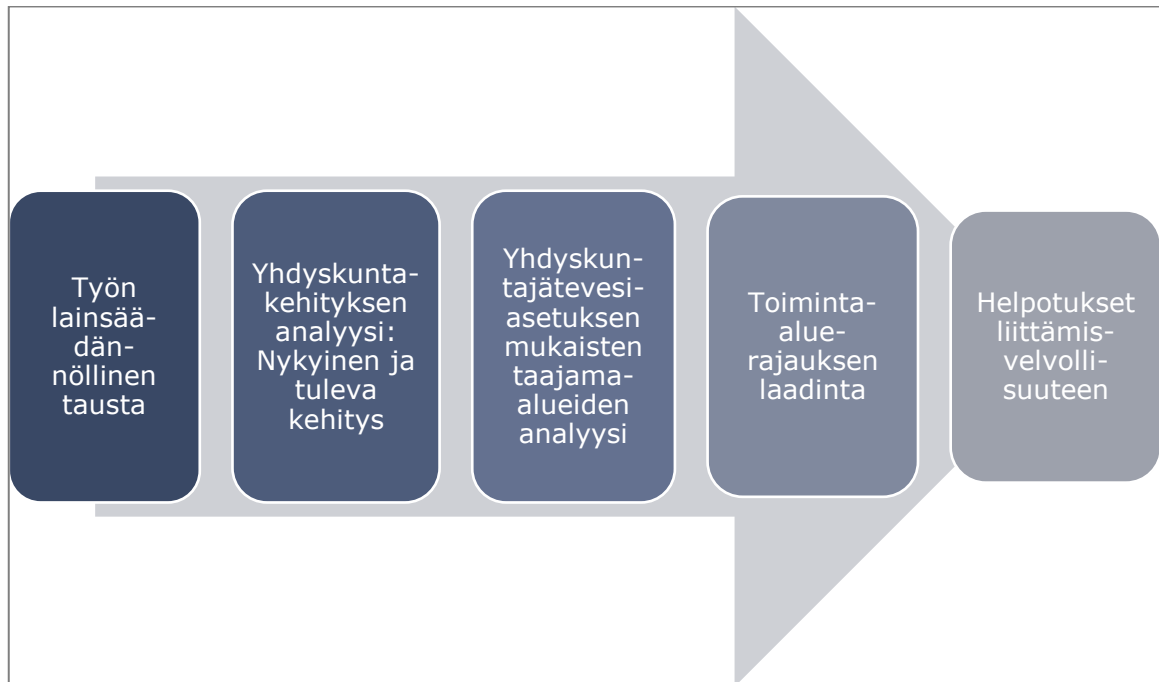 Työn
lainsää-
dän-
nöllinen
tausta
Yhdyskunta-
kehityksen
analyysi:
Nykyinen ja
tuleva
kehitys
Yhdyskun-
tajätevesi-
asetuksen
mukaisten
taajama-
alueiden
analyysi
Toiminta-
alue-
rajauksen
laadinta
Helpotukset
liittämis-
velvolli-
suuteen